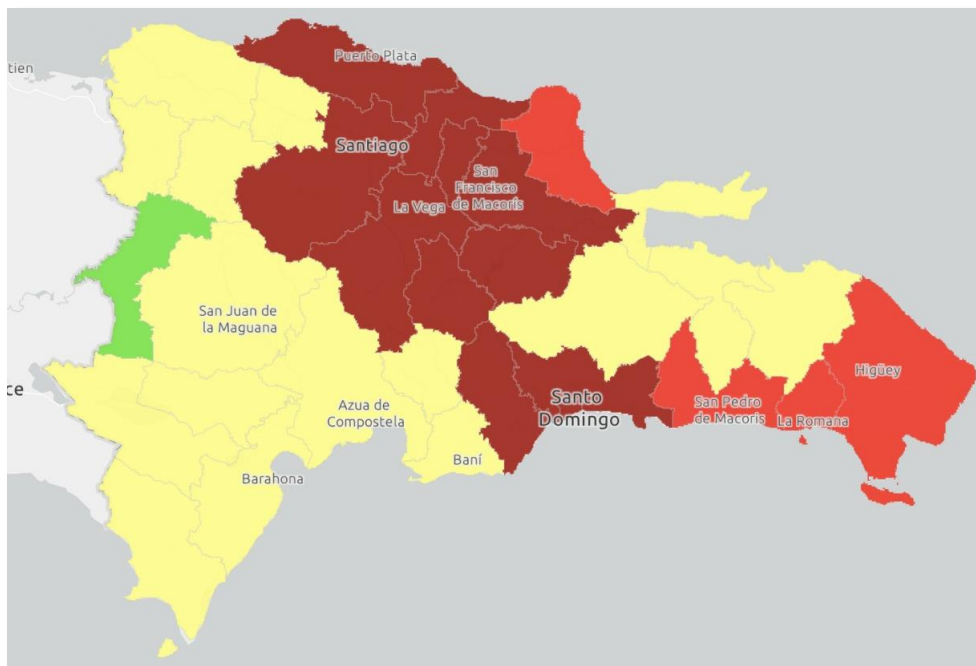 Puerto Plata
tien
Santiago
San
Francisco
de Macorís
La Vega
San Juan de
la Maguana
Higüey
ce
Azua de
Compostela
Santo
Domingo
San Pedro
de Macorís
La Romana
Baní
Barahona